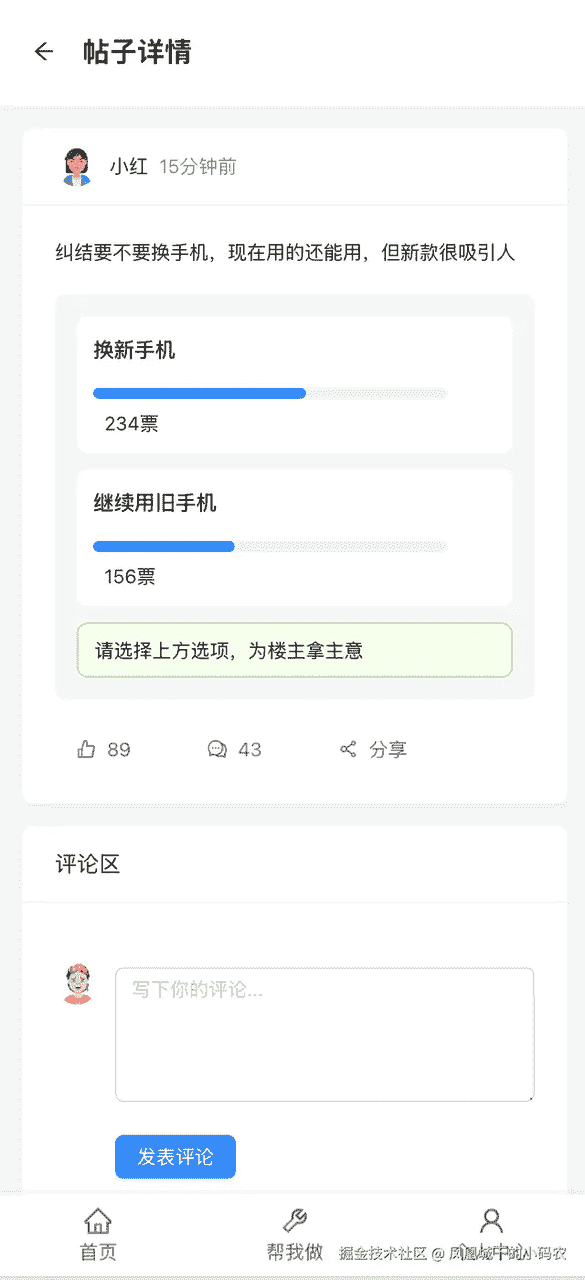 帖子详情
小红 15分钟前
纠结要不要换手机，现在用的还能用，但新款很吸引人
换新手机
234票
继续用旧手机
156票
请选择上方选项，为楼主拿主意
89 43 分享
评论区
写下你的评论...
发表评论
首页 帮我做 个人中心
掘金技术社区 @ 凤凰城下的小码农